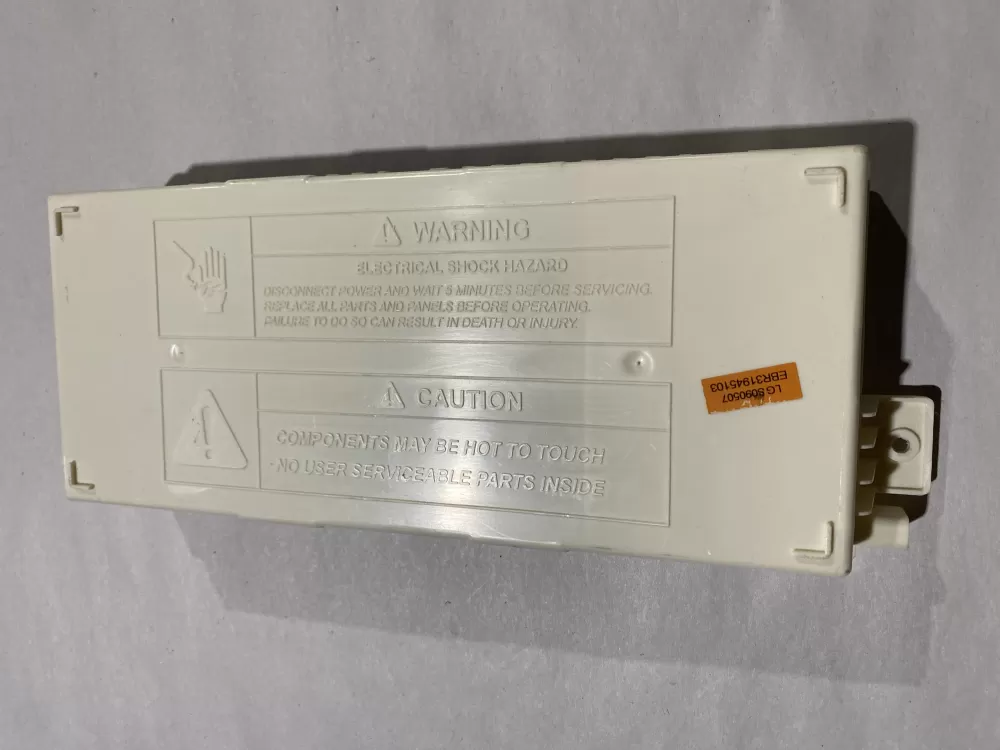 WARNING
ELECTRICAL SHOCK HAZARD
DISCONNECT POWER AND WAIT 5 MINUTES BEFORE SERVICING.
REPLACE ALL PARTS AND PANELS BEFORE OPERATING.
FAILURE TO DO SO CAN RESULT IN DEATH OR INJURY.
CAUTION
COMPONENTS MAY BE HOT TO TOUCH
- NO USER SERVICEABLE PARTS INSIDE
LG S090507
EBR31945103